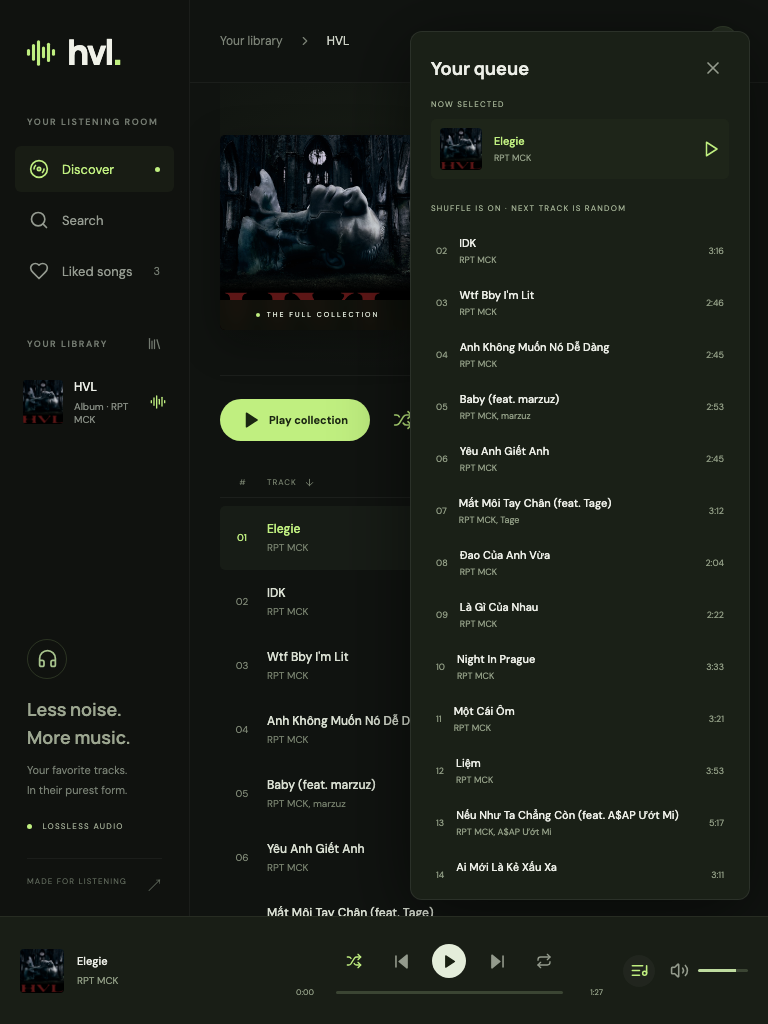 hvl.
YOUR LISTENING ROOM
Discover
Search
Liked songs 3
YOUR LIBRARY
HVL
Album · RPT
MCK
Less noise.
More music.
Your favorite tracks.
In their purest form.
LOSSLESS AUDIO
MADE FOR LISTENING
Your library > HVL
THE FULL COLLECTION
Play collection
# TRACK
01 Elegie
RPT MCK
02 IDK
RPT MCK
03 Wtf Bby I'm Lit
RPT MCK
04 Anh Không Muốn Nó Dễ D
RPT MCK
05 Baby (feat. marzuz)
RPT MCK, marzuz
06 Yêu Anh Giết Anh
RPT MCK
Mất Môi Tay Chân (feat. Tage)
Your queue
NOW SELECTED
Elegie
RPT MCK
SHUFFLE IS ON · NEXT TRACK IS RANDOM
02 IDK 3:16
RPT MCK
03 Wtf Bby I'm Lit 2:46
RPT MCK
04 Anh Không Muốn Nó Dễ Dàng 2:45
RPT MCK
05 Baby (feat. marzuz) 2:53
RPT MCK, marzuz
06 Yêu Anh Giết Anh 2:45
RPT MCK
07 Mất Môi Tay Chân (feat. Tage) 3:12
RPT MCK, Tage
08 Đao Của Anh Vừa 2:04
RPT MCK
09 Là Gì Của Nhau 2:22
RPT MCK
10 Night In Prague 3:33
RPT MCK
11 Một Cái Ôm 3:21
RPT MCK
12 Liệm 3:53
RPT MCK
13 Nếu Như Ta Chẳng Còn (feat. A$AP Ướt Mi) 5:17
RPT MCK, A$AP Ướt Mi
14 Ai Mới Là Kẻ Xấu Xa 3:11
Elegie
RPT MCK
0:00
1:27